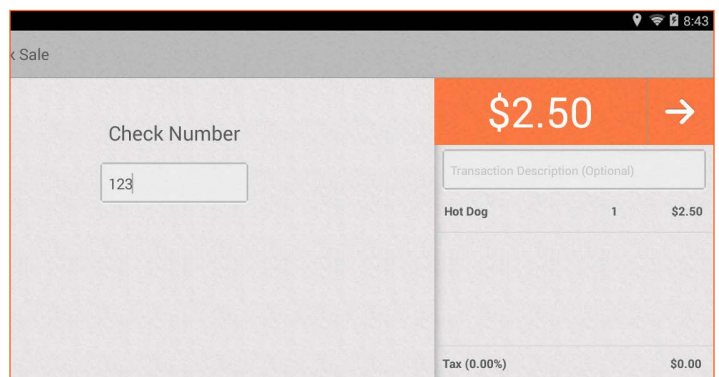 8:43
Sale
$2.50
Check Number
123
Transaction Description (Optional)
Hot Dog 1 $2.50
Tax (0.00%) $0.00